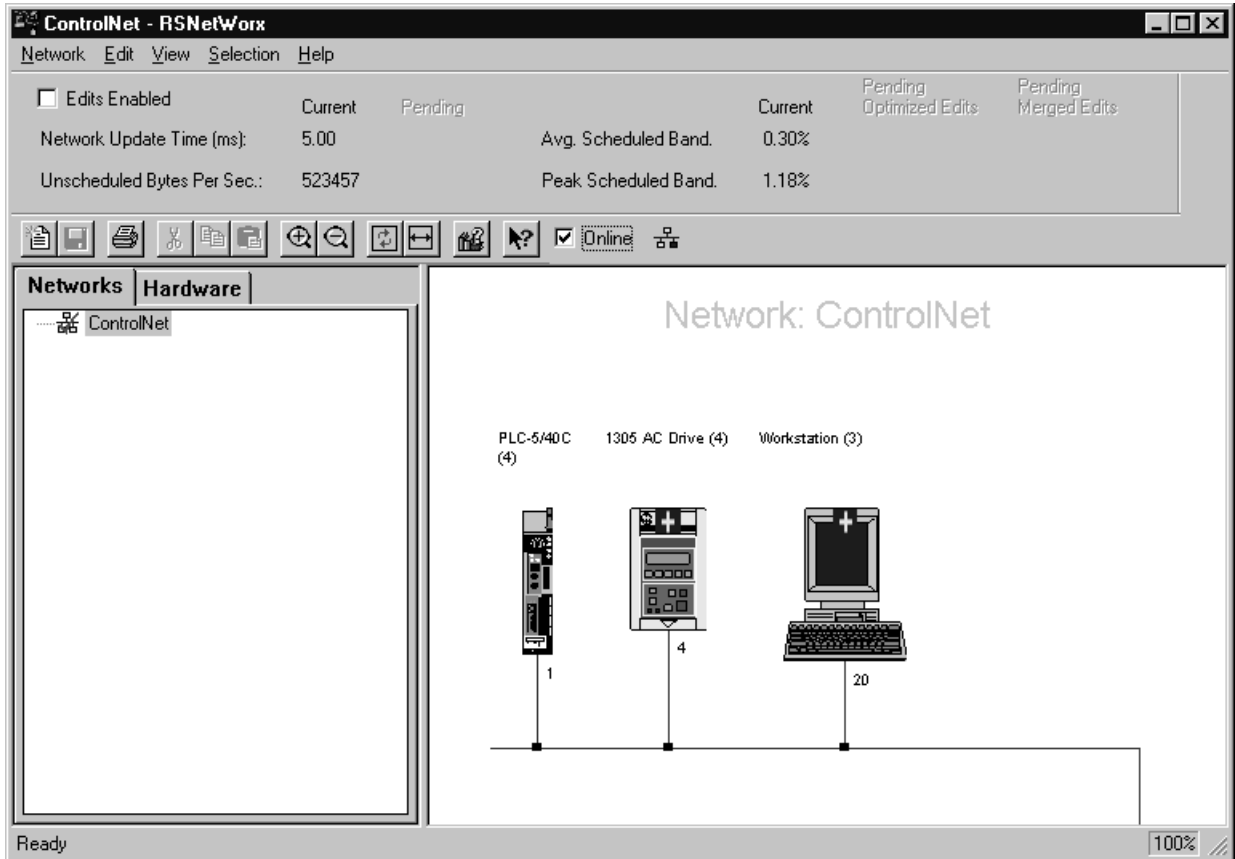 ControlNet - RSNetWorx
Network Edit View Selection Help
Edits Enabled
Current
Pending
Current
Pending
Optimized Edits
Pending
Merged Edits
Network Update Time (ms): 5.00 Avg. Scheduled Band. 0.30%
Unscheduled Bytes Per Sec.: 523457 Peak Scheduled Band. 1.18%
Online
Networks Hardware
ControlNet
Network: ControlNet
PLC-5/40C
(4)
1305 AC Drive (4)
Workstation (3)
1
4
20
Ready
100%